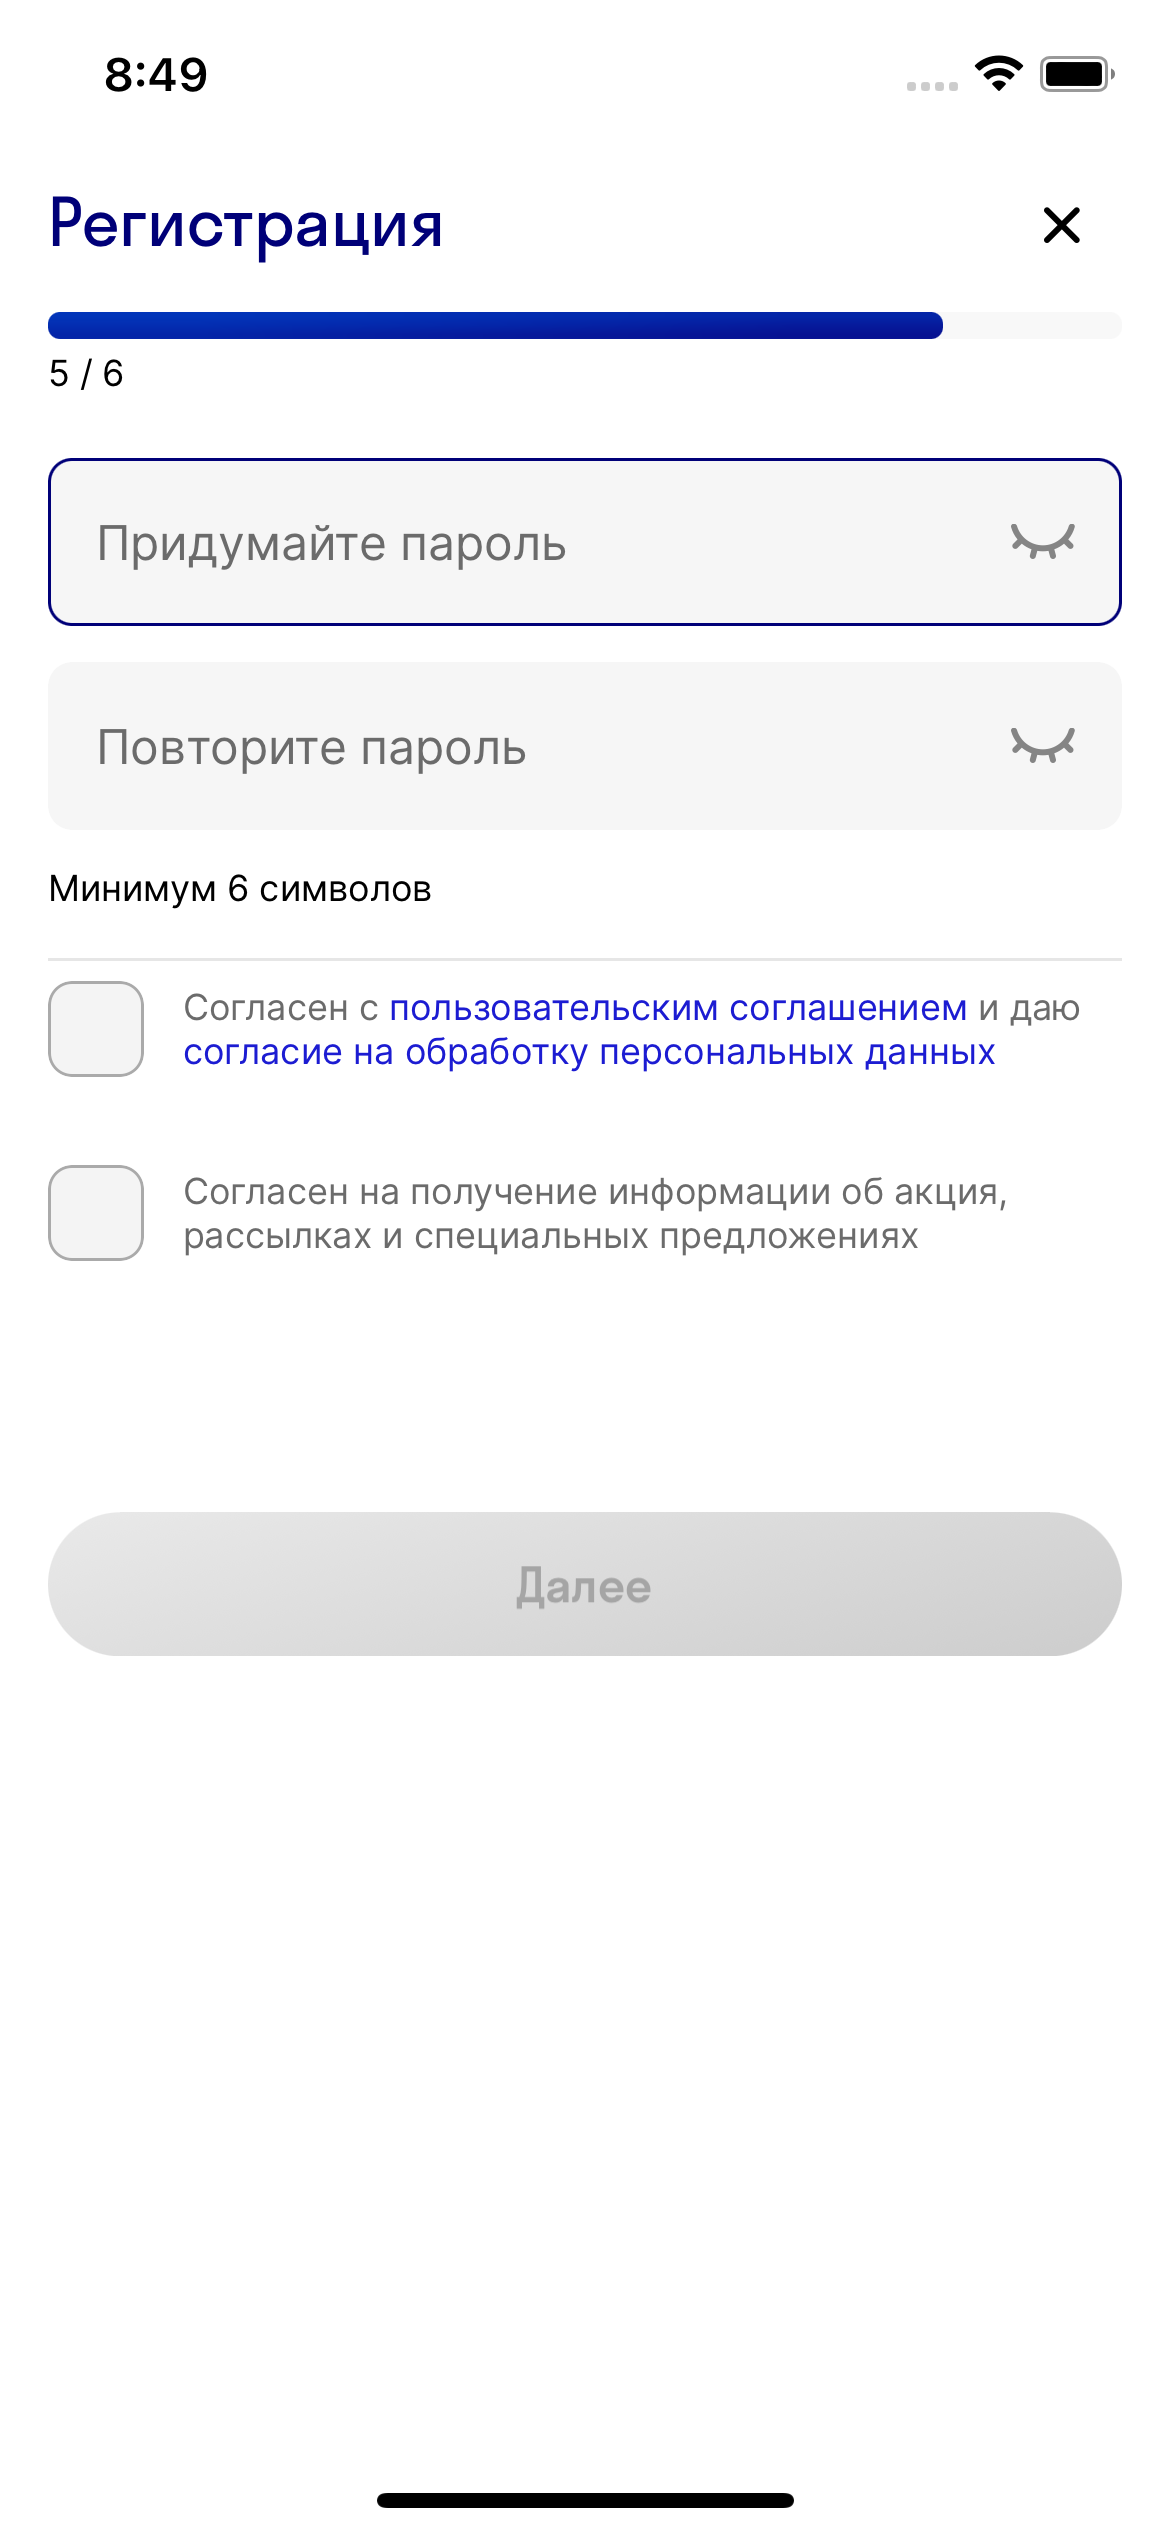 8:49
Регистрация
5 / 6
Придумайте пароль
Повторите пароль
Минимум 6 символов
Согласен с пользовательским соглашением и даю
согласие на обработку персональных данных
Согласен на получение информации об акция,
рассылках и специальных предложениях
Далее